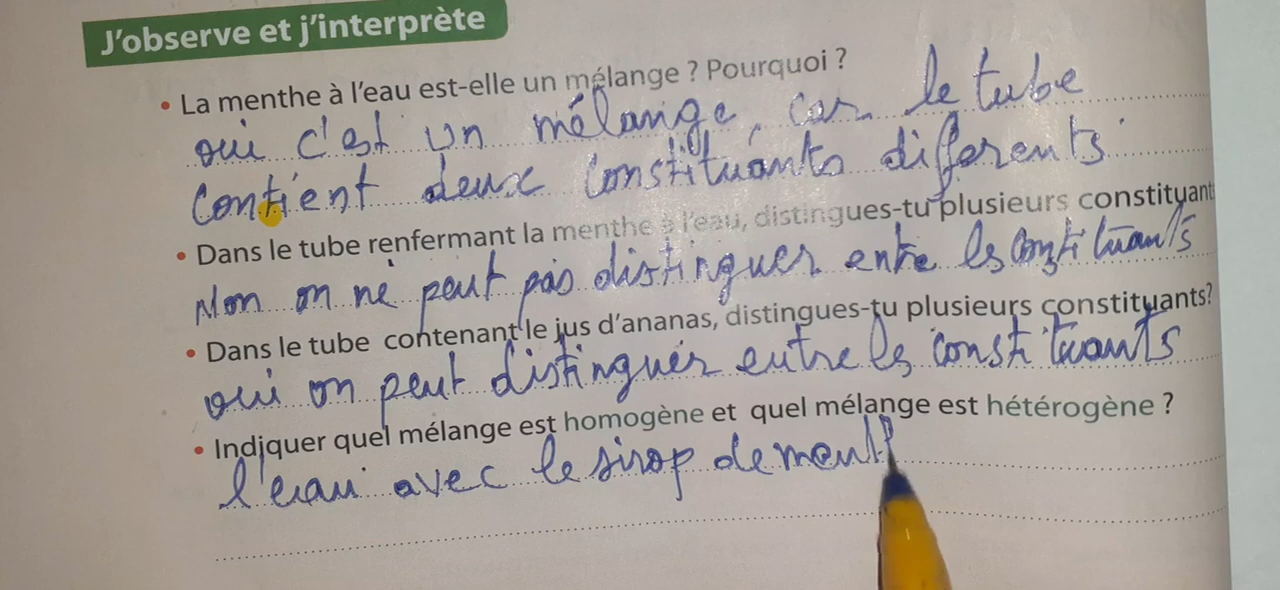 J'observe et j'interprète
• La menthe à l'eau est-elle un mélange ? Pourquoi ?
oui c'est un mélange, car le tube
contient deux constituants différents
• Dans le tube renfermant la menthe à l'eau, distingues-tu plusieurs constituant
Non on ne peut pas distinguer entre les contituants
• Dans le tube contenant le jus d'ananas, distingues-tu plusieurs constituants?
oui on peut distinguer entre les constituants
• Indiquer quel mélange est homogène et quel mélange est hétérogène ?
l'eau avec le sirop de